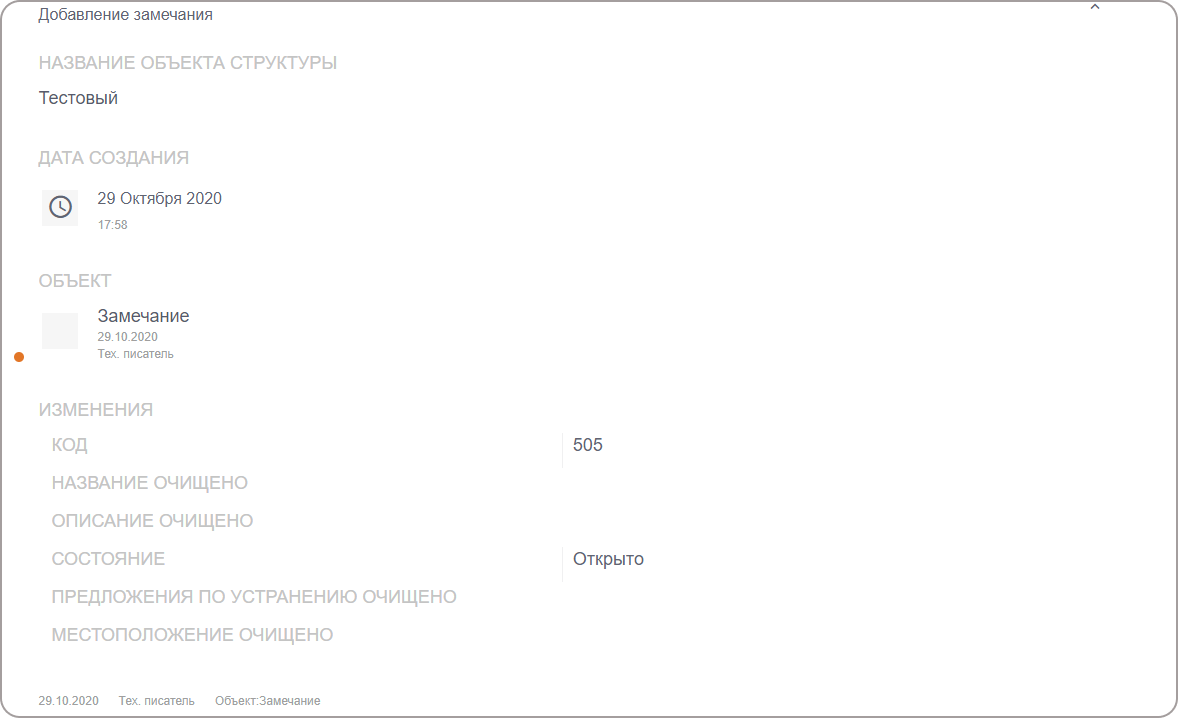 Добавление замечания
НАЗВАНИЕ ОБЪЕКТА СТРУКТУРЫ
Тестовый
ДАТА СОЗДАНИЯ
29 Октября 2020
17:58
ОБЪЕКТ
Замечание
29.10.2020
Тех. писатель
ИЗМЕНЕНИЯ
КОД 505
НАЗВАНИЕ ОЧИЩЕНО
ОПИСАНИЕ ОЧИЩЕНО
СОСТОЯНИЕ Открыто
ПРЕДЛОЖЕНИЯ ПО УСТРАНЕНИЮ ОЧИЩЕНО
МЕСТОПОЛОЖЕНИЕ ОЧИЩЕНО
29.10.2020 Тех. писатель Объект:Замечание